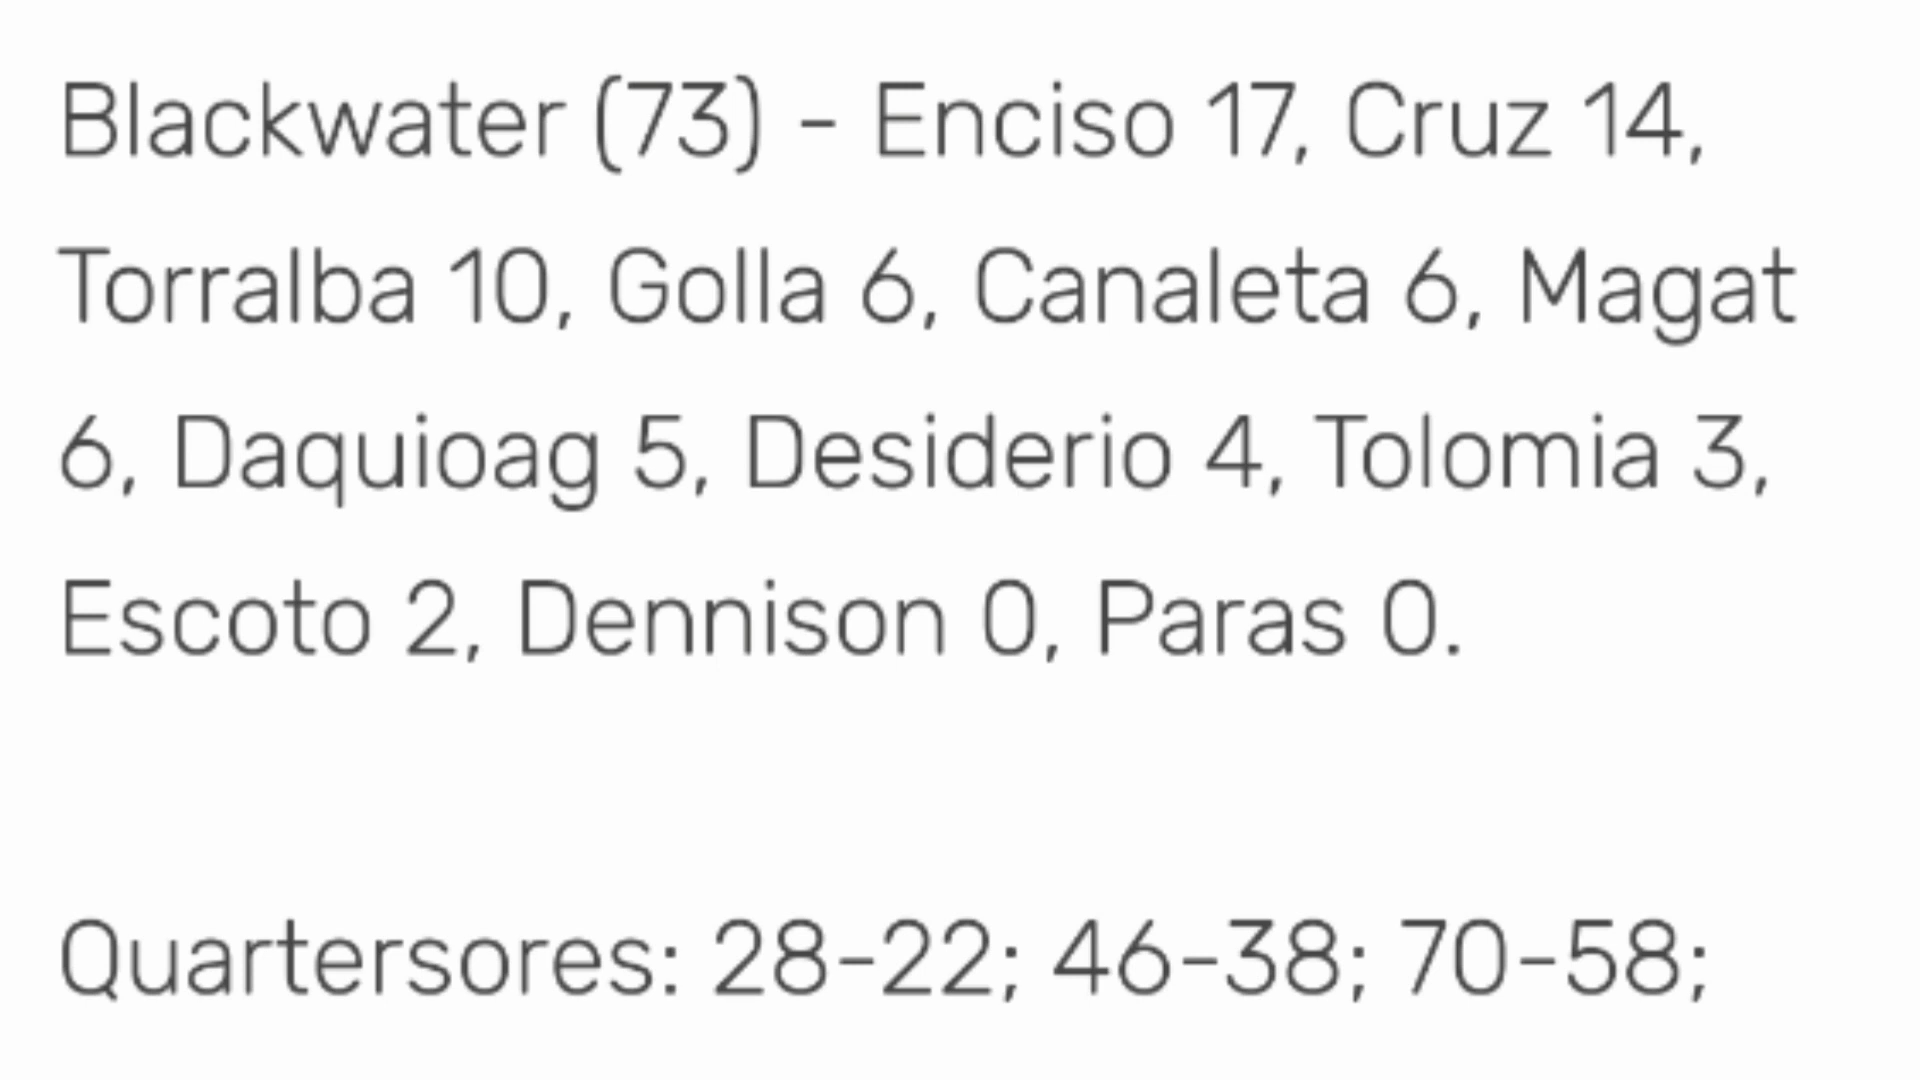 Blackwater (73) - Enciso 17, Cruz 14,
Torralba 10, Golla 6, Canaleta 6, Magat
6, Daquioag 5, Desiderio 4, Tolomia 3,
Escoto 2, Dennison 0, Paras 0.
Quartersores: 28-22; 46-38; 70-58;